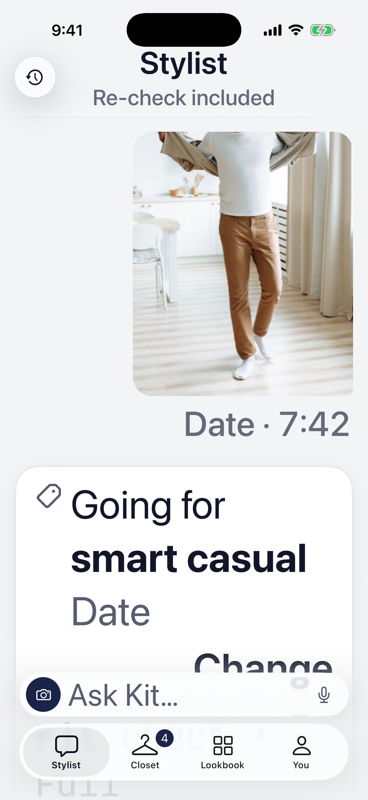 9:41
Stylist
Re-check included
Date · 7:42
Going for
smart casual
Date
Change
Ask Kit...
4
Stylist
Closet
Lookbook
You
Full